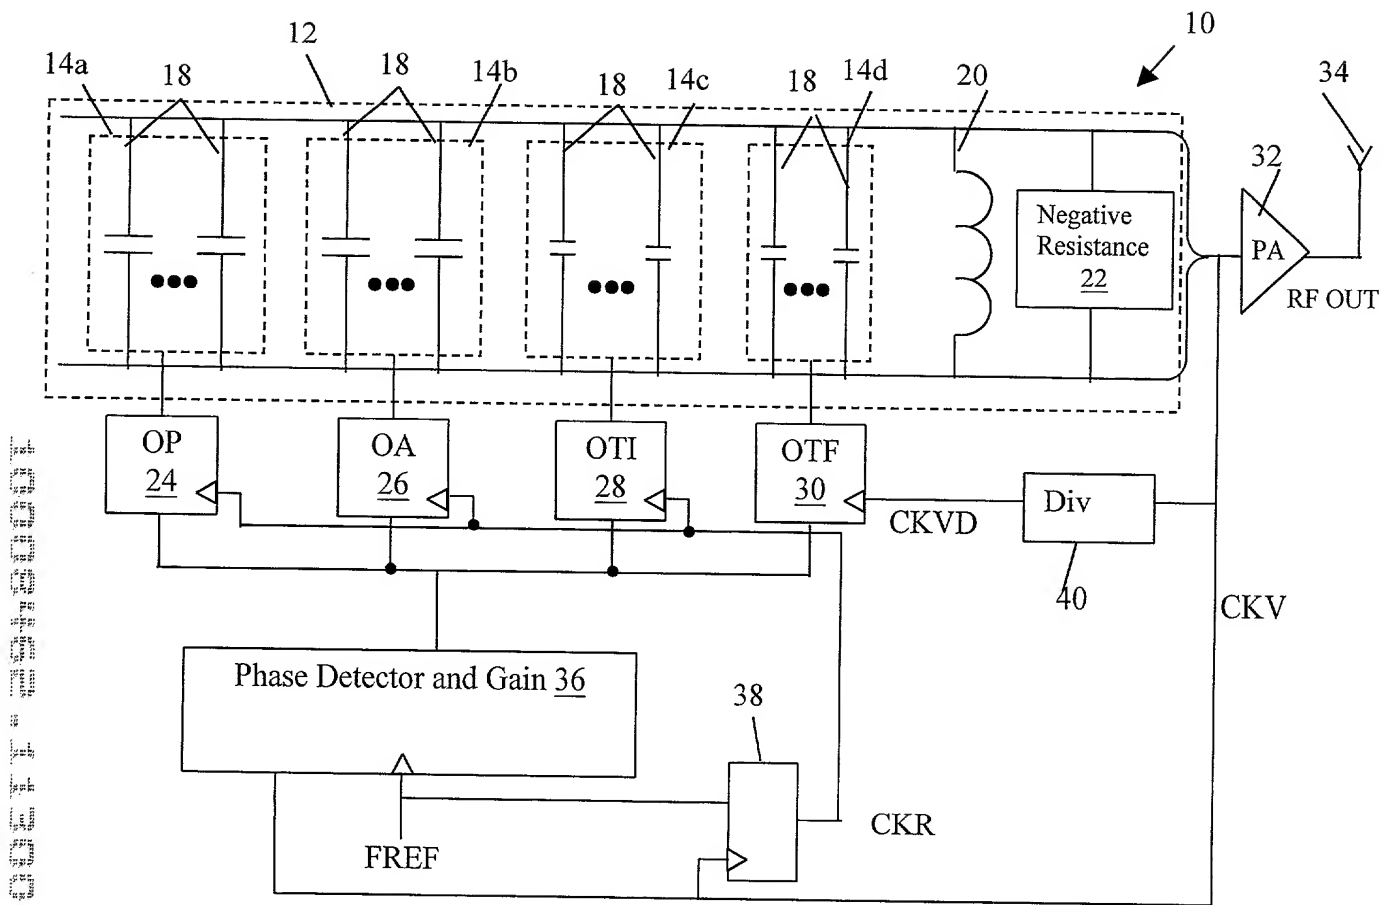 10
12
34
14a
18
18
14b
18
14c
18
14d
20
32
Negative
Resistance
22
PA
RF OUT
OP
24
OA
26
OTI
28
OTF
30
CKVD
Div
40
CKV
Phase Detector and Gain 36
38
CKR
FREF